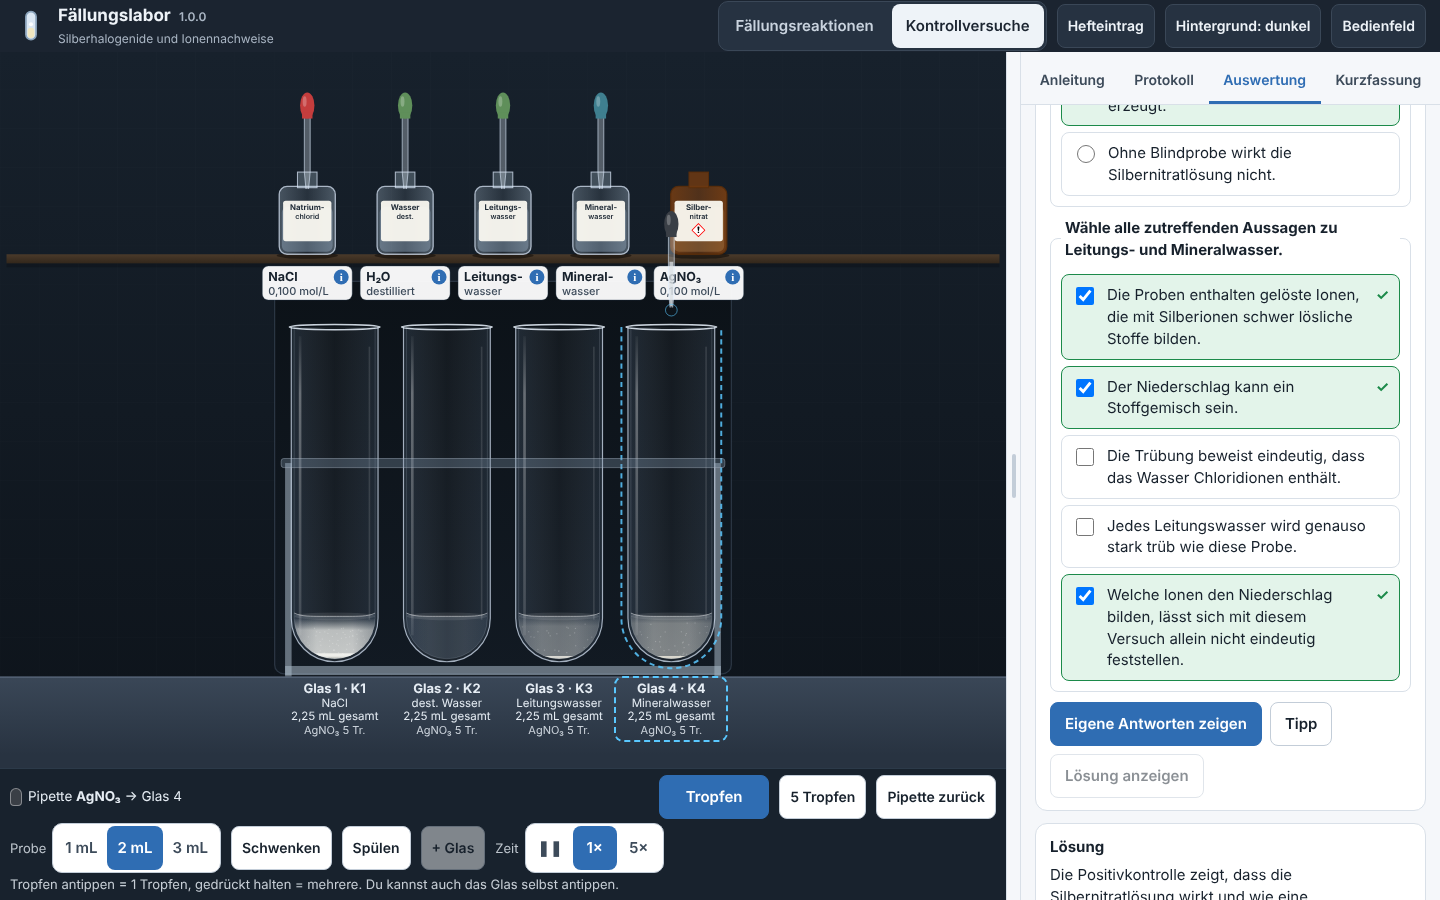 Fällungslabor 1.0.0
Silberhalogenide und Ionennachweise
Fällungsreaktionen
Kontrollversuche
Hefteintrag
Hintergrund: dunkel
Bedienfeld
Natrium-
chlorid
Wasser
dest.
Leitungs-
wasser
Mineral-
wasser
Silber-
nitrat
NaCl i
0,100 mol/L
H₂O i
destilliert
Leitungs- i
wasser
Mineral- i
wasser
AgNO₃ i
0,100 mol/L
Glas 1 · K1
NaCl
2,25 mL gesamt
AgNO₃ 5 Tr.
Glas 2 · K2
dest. Wasser
2,25 mL gesamt
AgNO₃ 5 Tr.
Glas 3 · K3
Leitungswasser
2,25 mL gesamt
AgNO₃ 5 Tr.
Glas 4 · K4
Mineralwasser
2,25 mL gesamt
AgNO₃ 5 Tr.
Pipette AgNO₃ → Glas 4
Tropfen
5 Tropfen
Pipette zurück
Probe
1 mL
2 mL
3 mL
Schwenken
Spülen
+ Glas
Zeit
1×
5×
Tropfen antippen = 1 Tropfen, gedrückt halten = mehrere. Du kannst auch das Glas selbst antippen.
Anleitung
Protokoll
Auswertung
Kurzfassung
erzeugt.
Ohne Blindprobe wirkt die
Silbernitratlösung nicht.
Wähle alle zutreffenden Aussagen zu
Leitungs- und Mineralwasser.
Die Proben enthalten gelöste Ionen,
die mit Silberionen schwer lösliche
Stoffe bilden.
Der Niederschlag kann ein
Stoffgemisch sein.
Die Trübung beweist eindeutig, dass
das Wasser Chloridionen enthält.
Jedes Leitungswasser wird genauso
stark trüb wie diese Probe.
Welche Ionen den Niederschlag
bilden, lässt sich mit diesem
Versuch allein nicht eindeutig
feststellen.
Eigene Antworten zeigen
Tipp
Lösung anzeigen
Lösung
Die Positivkontrolle zeigt, dass die
Silbernitratlösung wirkt und wie eine